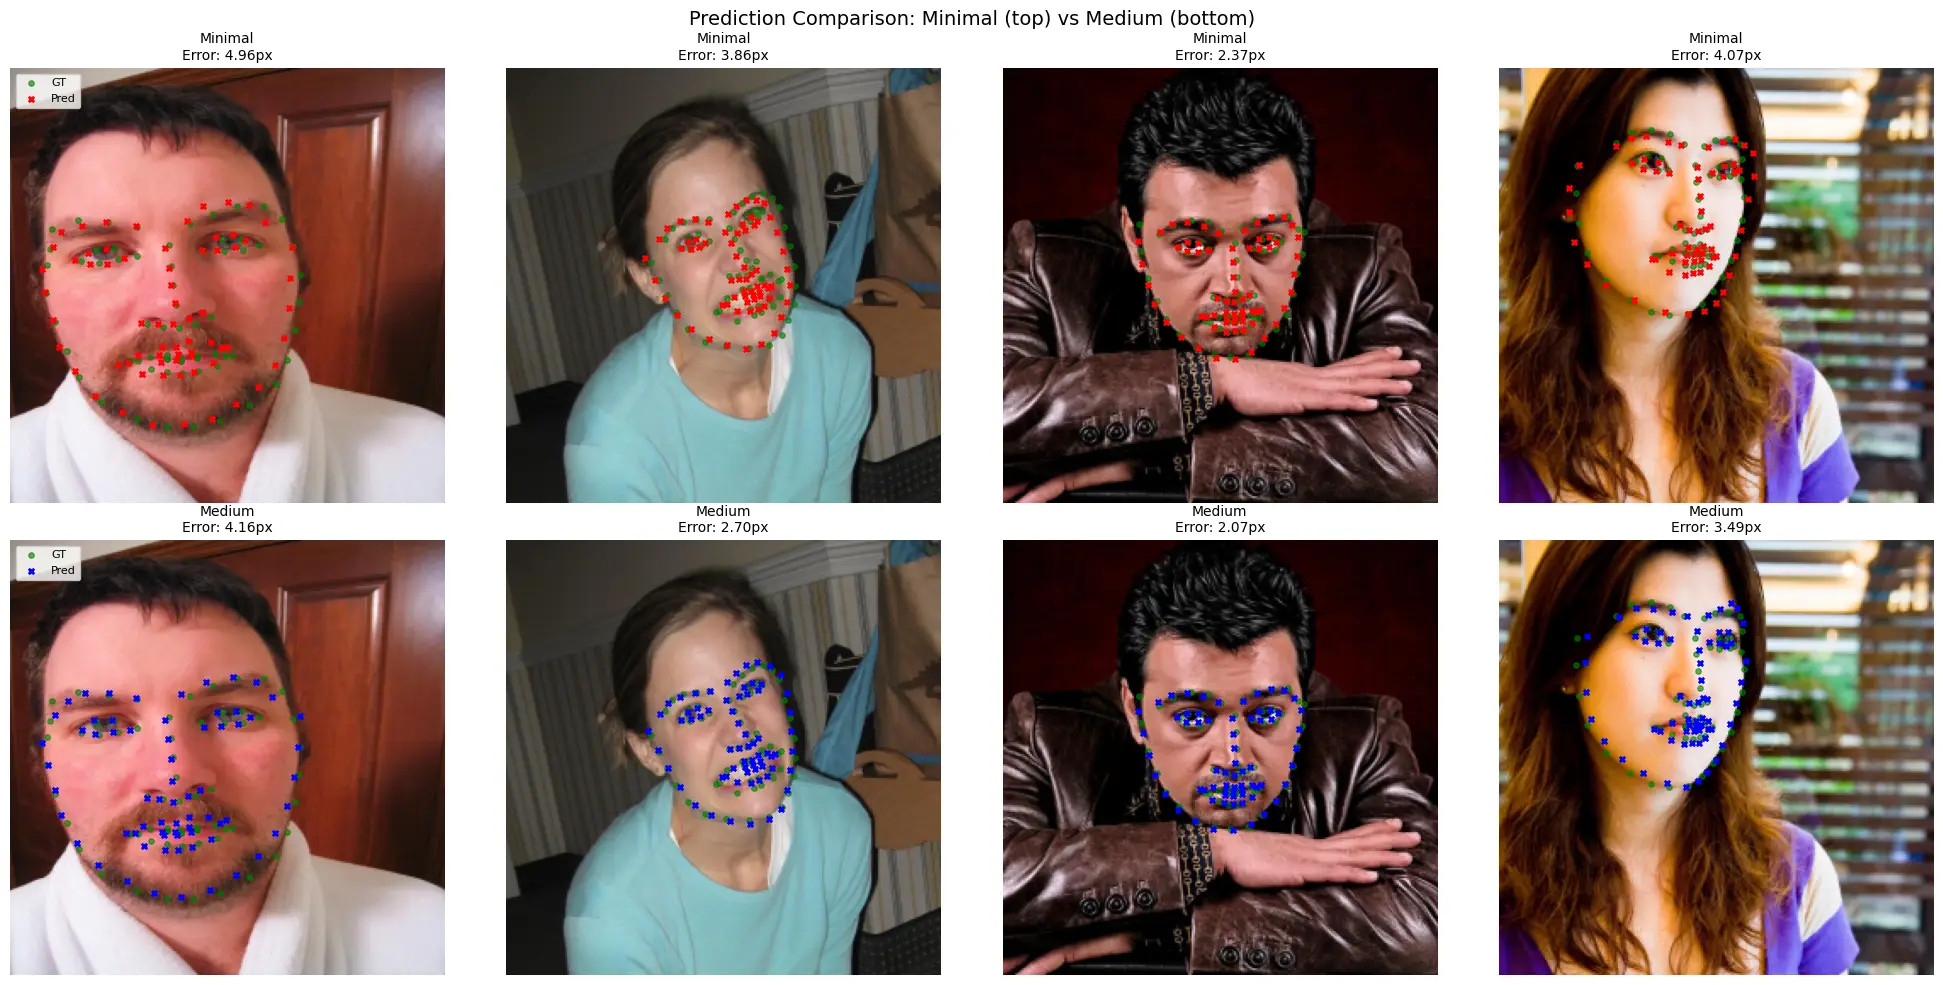 Prediction Comparison: Minimal (top) vs Medium (bottom)
Minimal
Error: 4.96px
Minimal
Error: 3.86px
Minimal
Error: 2.37px
Minimal
Error: 4.07px
GT
Pred
Medium
Error: 4.16px
Medium
Error: 2.70px
Medium
Error: 2.07px
Medium
Error: 3.49px
GT
Pred